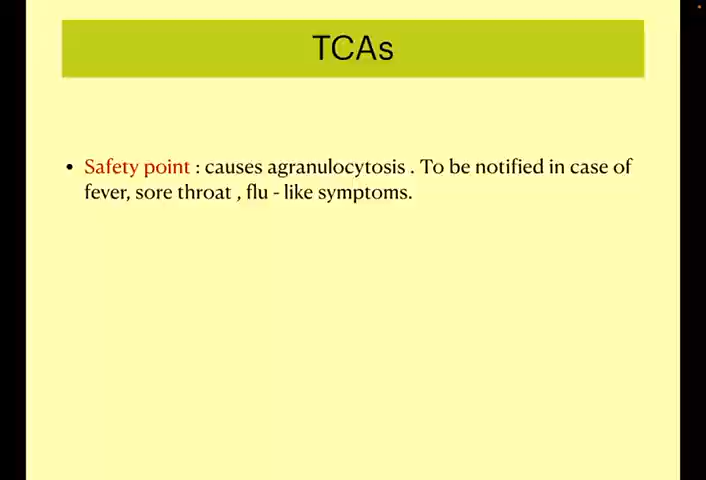 TCAs
• Safety point : causes agranulocytosis . To be notified in case of
fever, sore throat , flu - like symptoms.